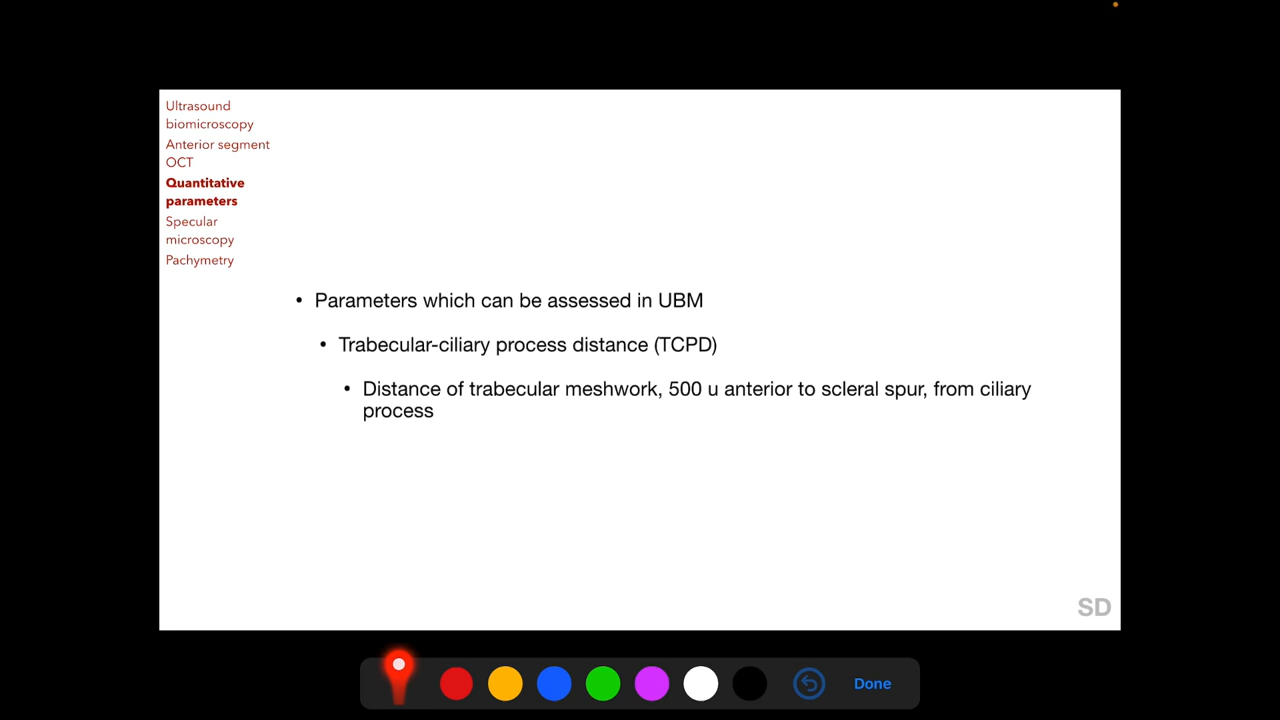 Ultrasound
biomicroscopy
Anterior segment
OCT
Quantitative
parameters
Specular
microscopy
Pachymetry
• Parameters which can be assessed in UBM
• Trabecular-ciliary process distance (TCPD)
• Distance of trabecular meshwork, 500 u anterior to scleral spur, from ciliary
process
SD
Done